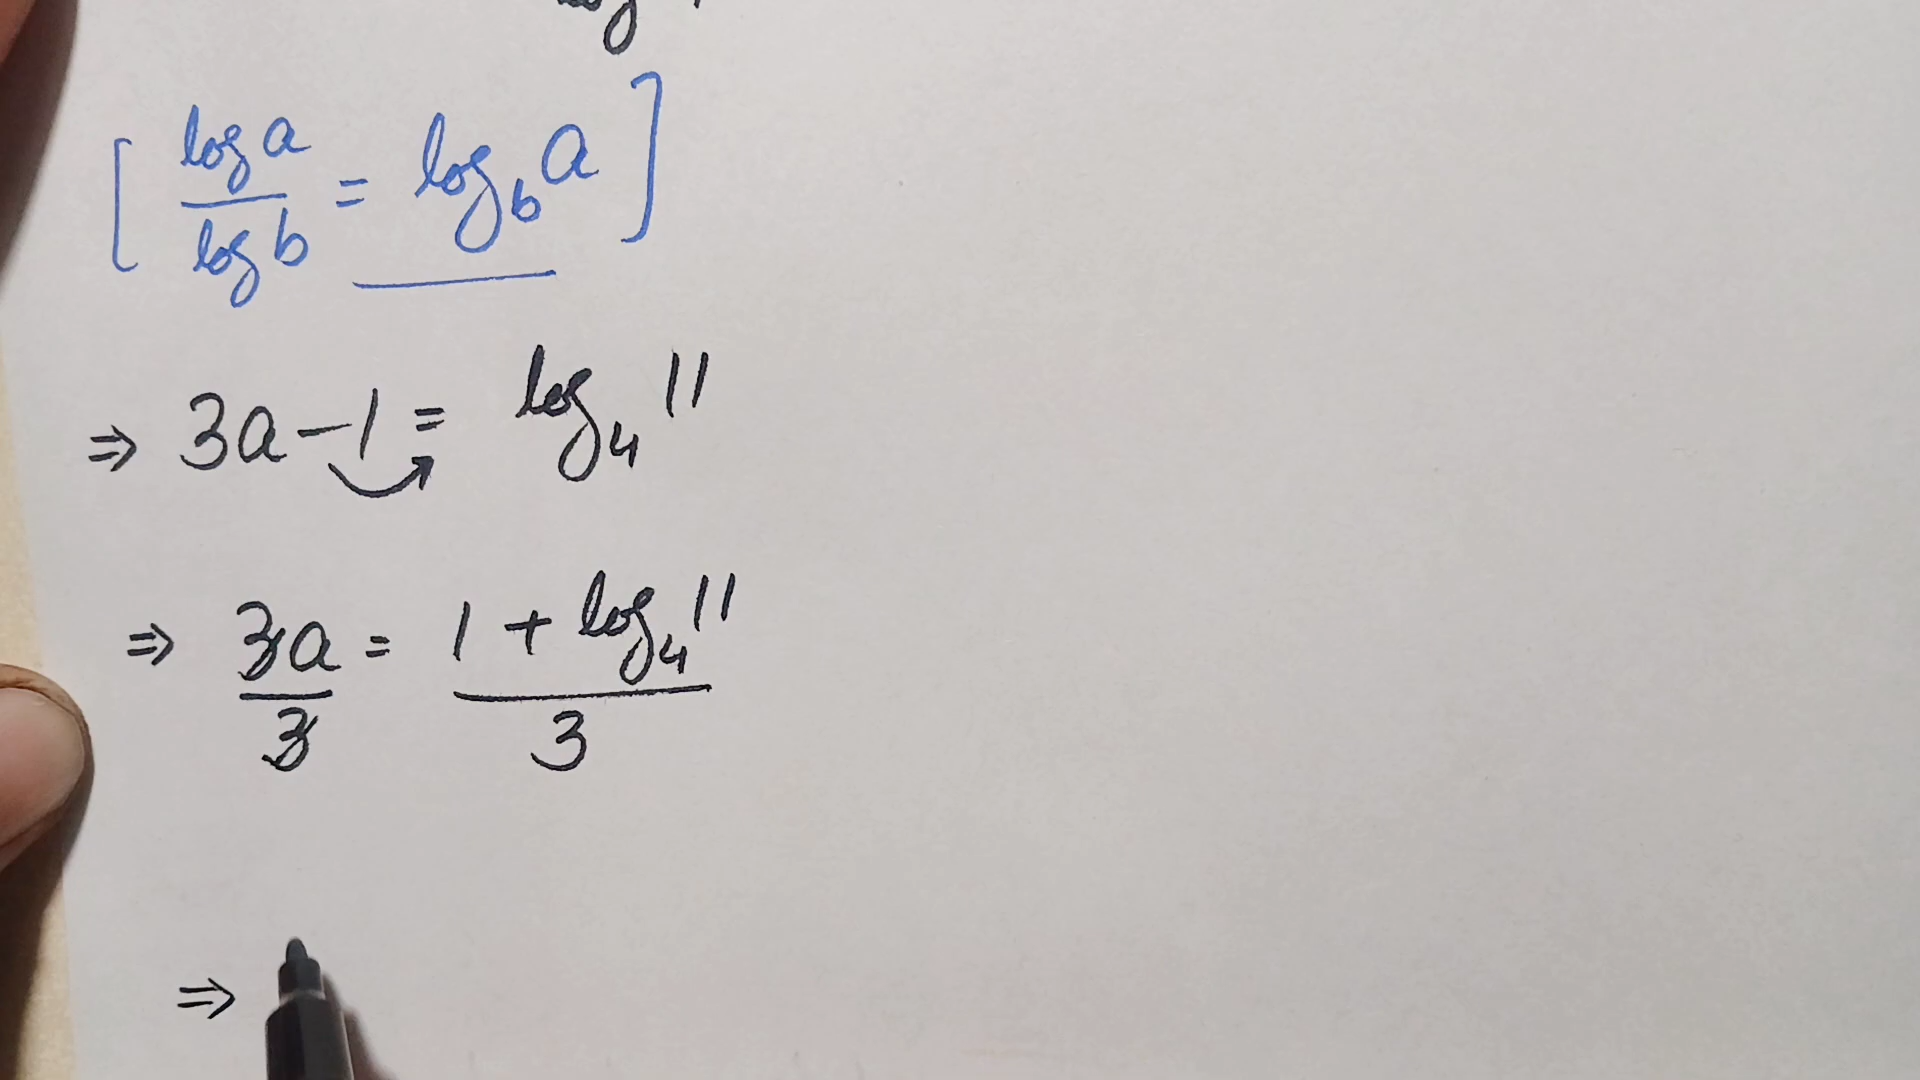 [ log a / log b = log_b a ]
⇒ 3a - 1 = log_4 11
⇒ 3a / 3 = 1 + log_4 11 / 3
⇒